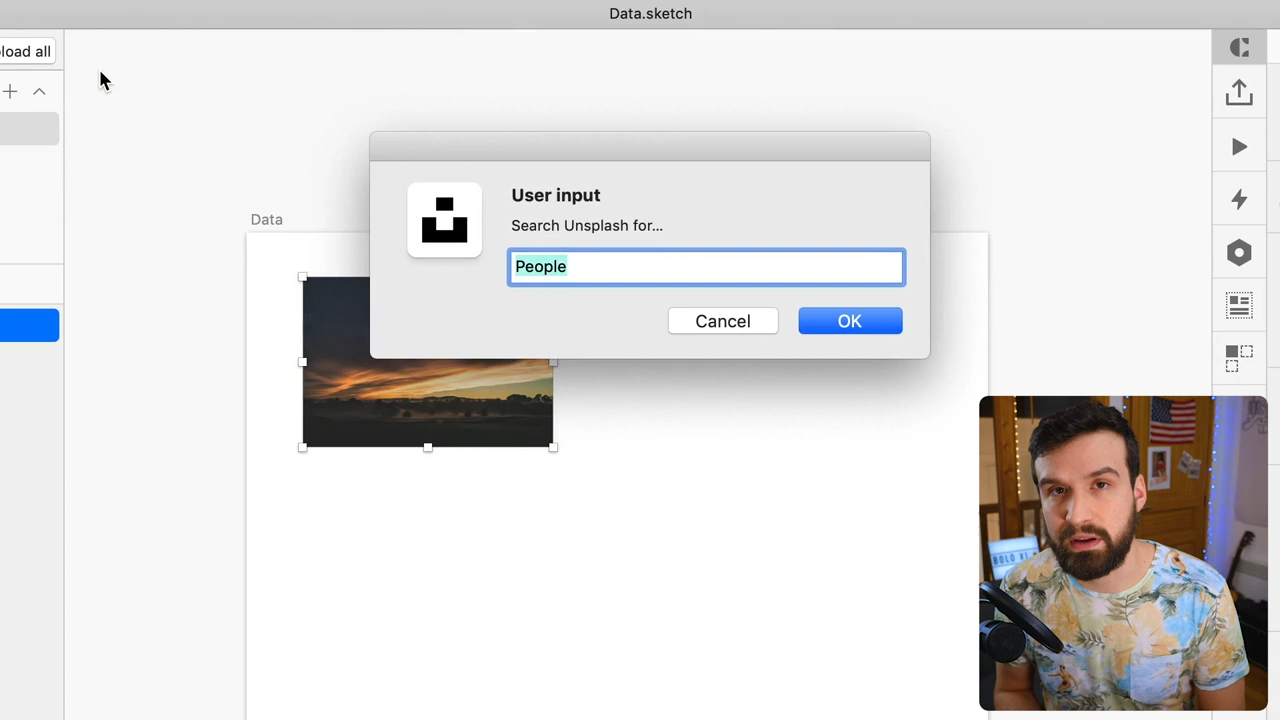 Data.sketch
load all
Data
User input
Search Unsplash for...
People
Cancel
OK